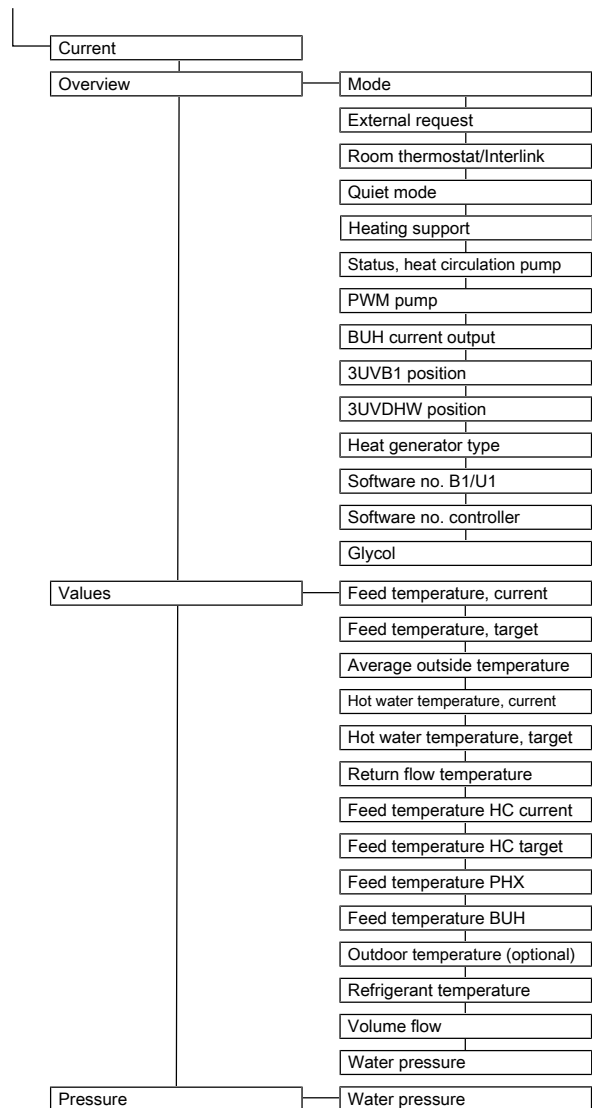 Current
Overview
Mode
External request
Room thermostat/Interlink
Quiet mode
Heating support
Status, heat circulation pump
PWM pump
BUH current output
3UVB1 position
3UVDHW position
Heat generator type
Software no. B1/U1
Software no. controller
Glycol
Values
Feed temperature, current
Feed temperature, target
Average outside temperature
Hot water temperature, current
Hot water temperature, target
Return flow temperature
Feed temperature HC current
Feed temperature HC target
Feed temperature PHX
Feed temperature BUH
Outdoor temperature (optional)
Refrigerant temperature
Volume flow
Water pressure
Pressure
Water pressure